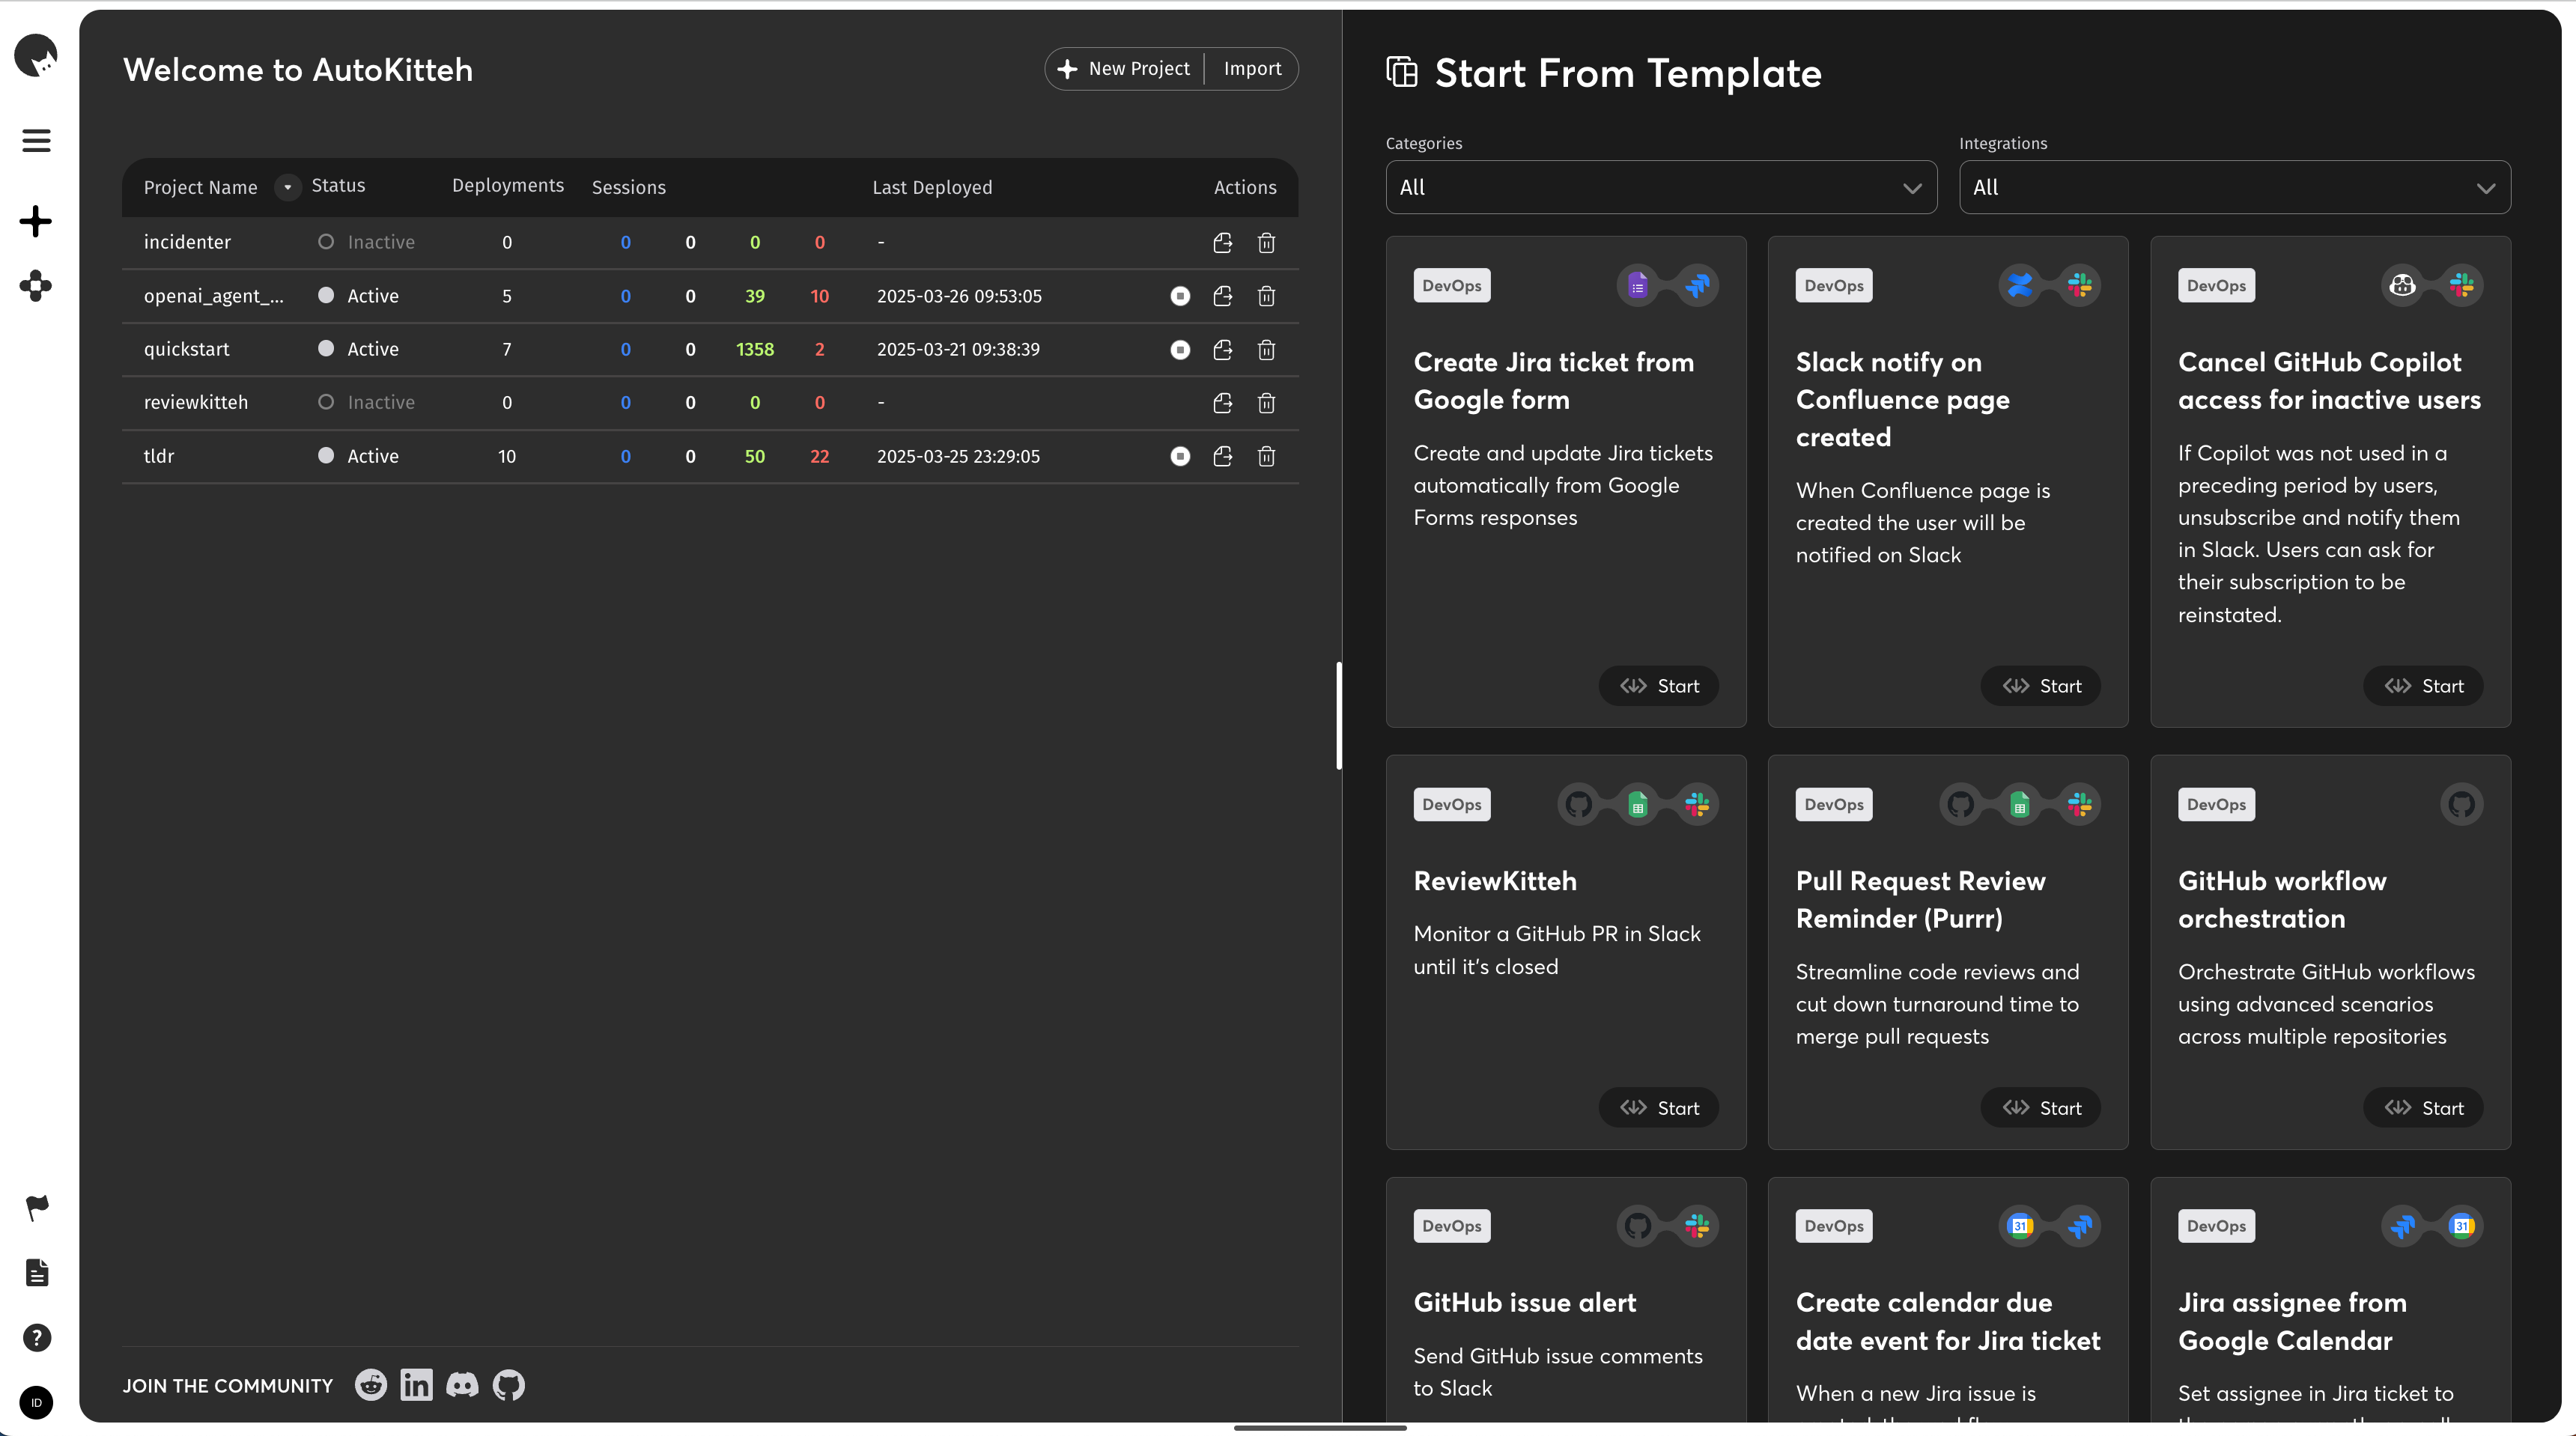 Welcome to AutoKitteh
New Project
Import
Project Name Status Deployments Sessions Last Deployed Actions
incidenter Inactive 0 0 0 0 0 -
openai_agent_... Active 5 0 0 39 10 2025-03-26 09:53:05
quickstart Active 7 0 0 1358 2 2025-03-21 09:38:39
reviewkitteh Inactive 0 0 0 0 0 -
tldr Active 10 0 0 50 22 2025-03-25 23:29:05
JOIN THE COMMUNITY
in
?
ID
Start From Template
Categories
All
Integrations
All
DevOps
Create Jira ticket from
Google form
Create and update Jira tickets
automatically from Google
Forms responses
Start
DevOps
Slack notify on
Confluence page
created
When Confluence page is
created the user will be
notified on Slack
Start
DevOps
Cancel GitHub Copilot
access for inactive users
If Copilot was not used in a
preceding period by users,
unsubscribe and notify them
in Slack. Users can ask for
their subscription to be
reinstated.
Start
DevOps
ReviewKitteh
Monitor a GitHub PR in Slack
until it's closed
Start
DevOps
Pull Request Review
Reminder (Purrr)
Streamline code reviews and
cut down turnaround time to
merge pull requests
Start
DevOps
GitHub workflow
orchestration
Orchestrate GitHub workflows
using advanced scenarios
across multiple repositories
Start
DevOps
GitHub issue alert
Send GitHub issue comments
to Slack
DevOps
31
Create calendar due
date event for Jira ticket
When a new Jira issue is
DevOps
31
Jira assignee from
Google Calendar
Set assignee in Jira ticket to